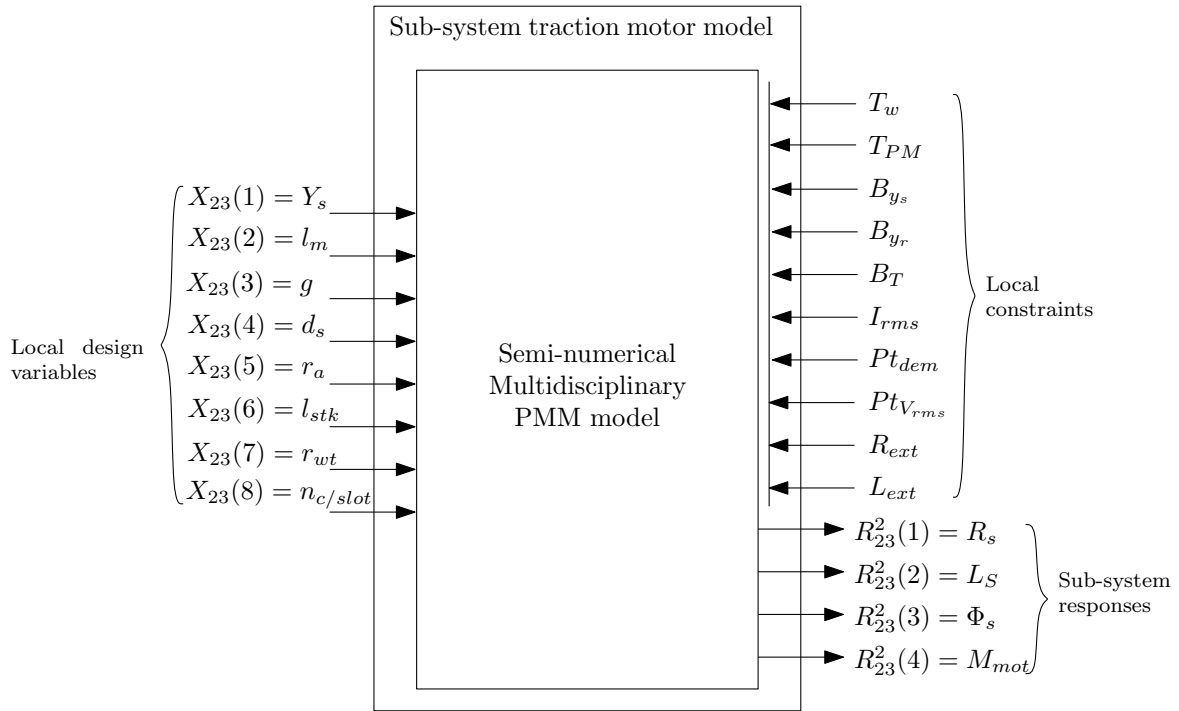 Sub-system traction motor model
Local design
variables
X_{23}(1) = Y_s
X_{23}(2) = l_m
X_{23}(3) = g
X_{23}(4) = d_s
X_{23}(5) = r_a
X_{23}(6) = l_{stk}
X_{23}(7) = r_{wt}
X_{23}(8) = n_{c/slot}
Semi-numerical
Multidisciplinary
PMM model
T_w
T_{PM}
B_{y_s}
B_{y_r}
B_T
I_{rms}
Pt_{dem}
Pt_{V_{rms}}
R_{ext}
L_{ext}
Local
constraints
R^2_{23}(1) = R_s
R^2_{23}(2) = L_S
R^2_{23}(3) = Φ_s
R^2_{23}(4) = M_{mot}
Sub-system
responses